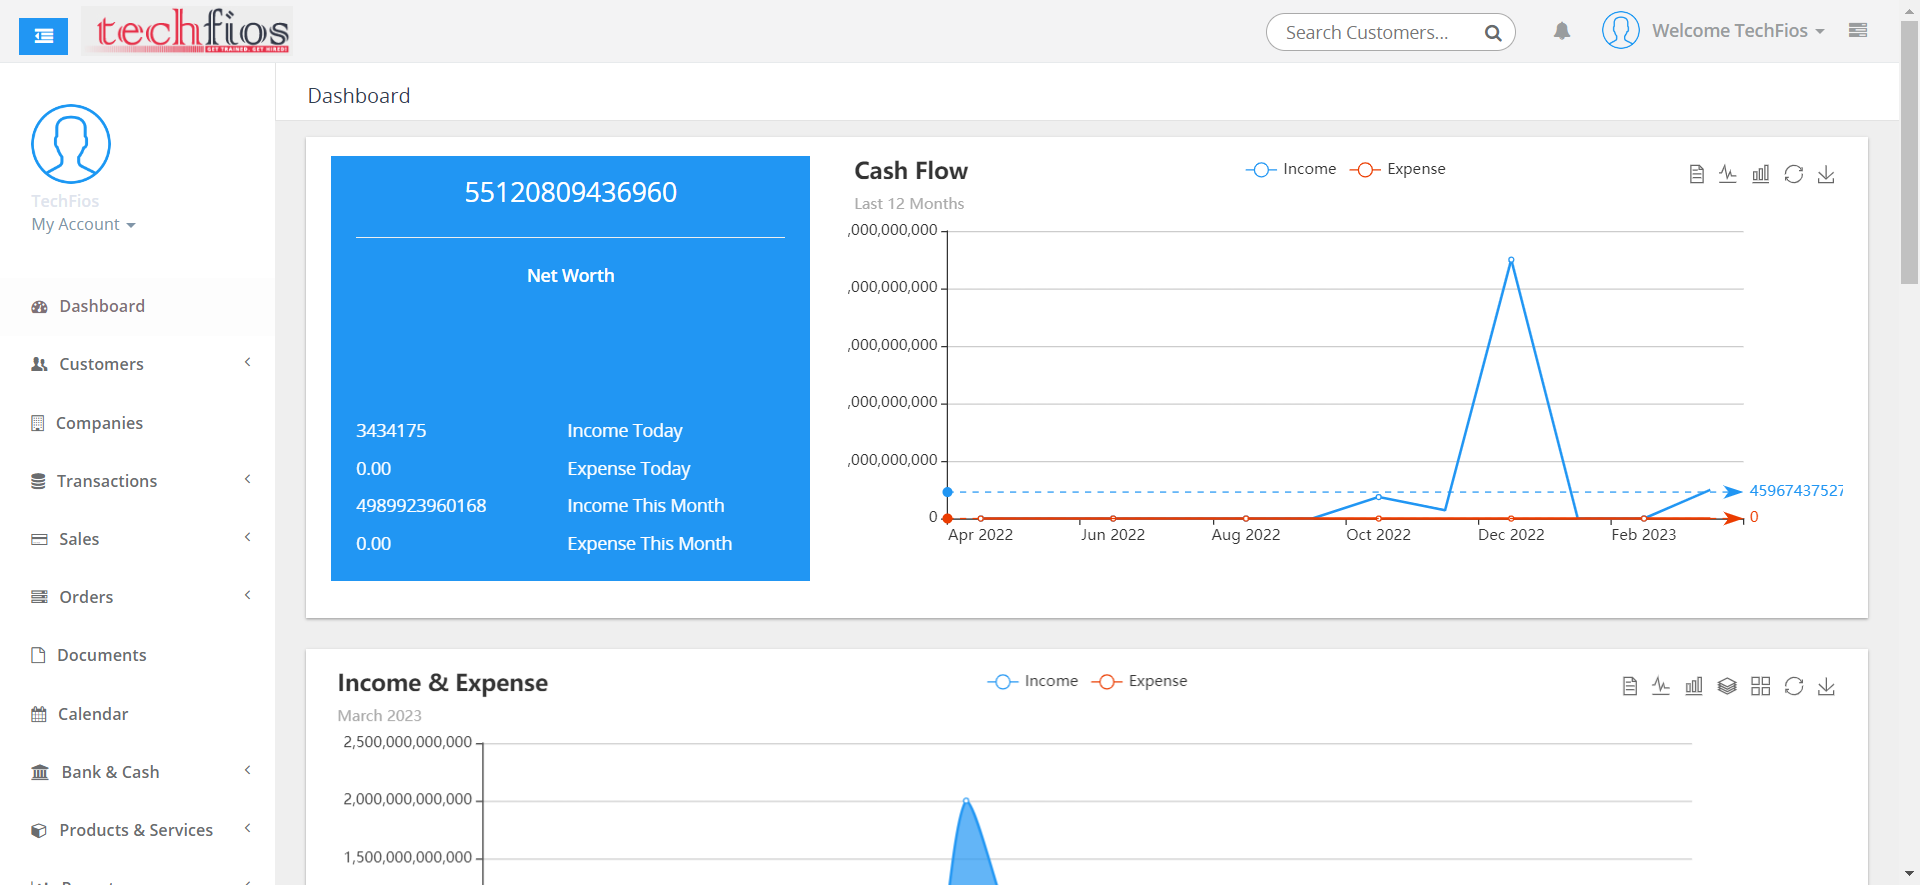 techfios
GET TRAINED. GET HIRED!
Search Customers...
Welcome TechFios
TechFios
My Account
Dashboard
Customers
Companies
Transactions
Sales
Orders
Documents
Calendar
Bank & Cash
Products & Services
Dashboard
55120809436960
Net Worth
3434175 Income Today
0.00 Expense Today
4989923960168 Income This Month
0.00 Expense This Month
Cash Flow
Last 12 Months
Income Expense
,000,000,000
,000,000,000
,000,000,000
,000,000,000
,000,000,000
0
45967437527
0
Apr 2022 Jun 2022 Aug 2022 Oct 2022 Dec 2022 Feb 2023
Income & Expense
March 2023
Income Expense
2,500,000,000,000
2,000,000,000,000
1,500,000,000,000